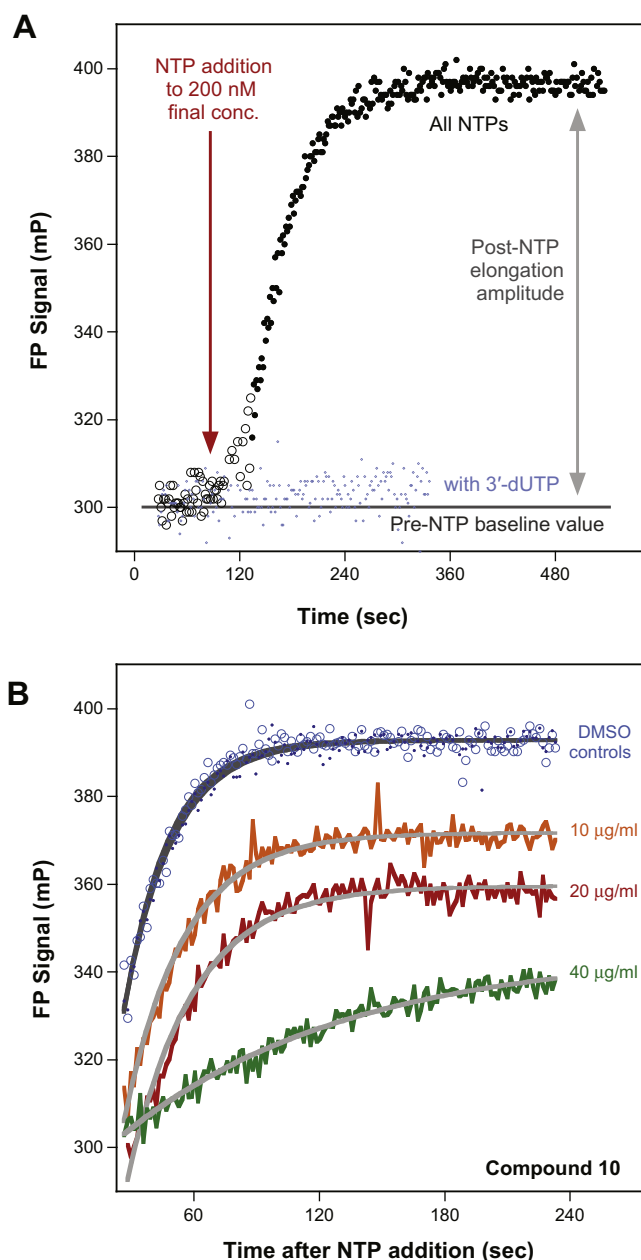 A
NTP addition
to 200 nM
final conc.
All NTPs
Post-NTP
elongation
amplitude
with 3′-dUTP
Pre-NTP baseline value
FP Signal (mP)
400
380
360
340
320
300
0
120
240
360
480
Time (sec)
B
DMSO
controls
10 µg/ml
20 µg/ml
40 µg/ml
Compound 10
FP Signal (mP)
400
380
360
340
320
300
60
120
180
240
Time after NTP addition (sec)